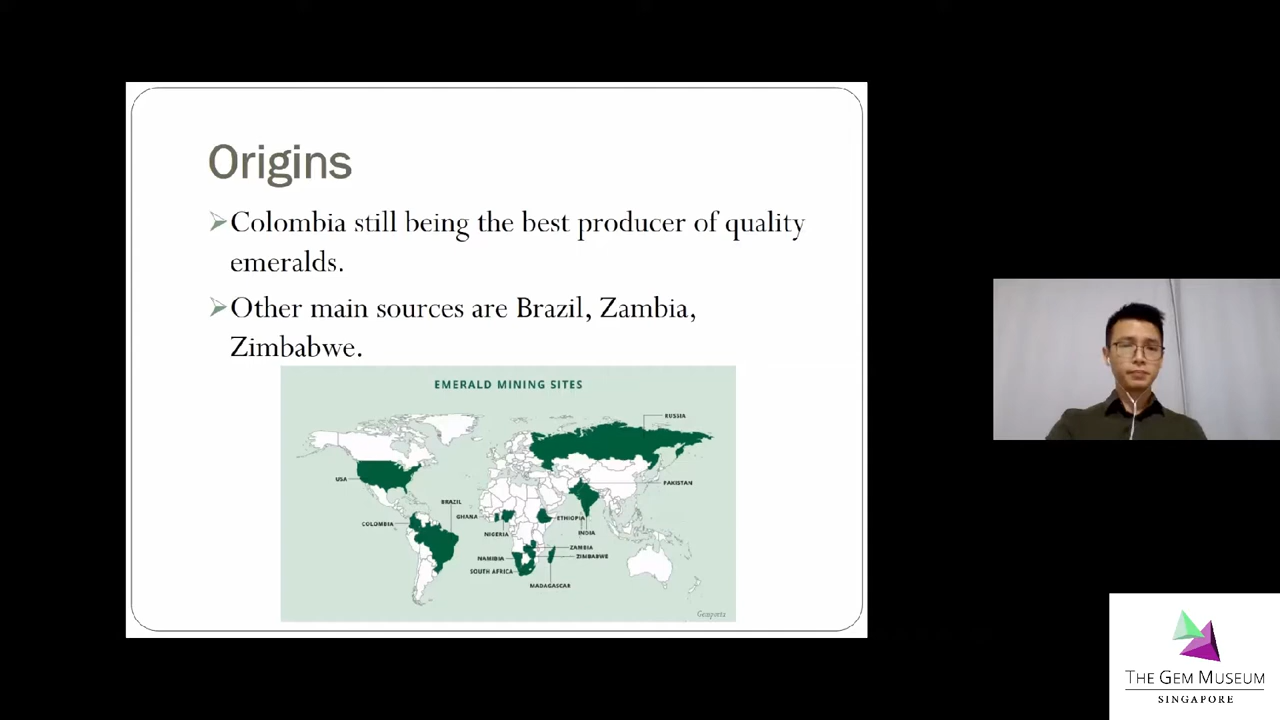 Origins
Colombia still being the best producer of quality
emeralds.
Other main sources are Brazil, Zambia,
Zimbabwe.
EMERALD MINING SITES
RUSSIA
USA
PAKISTAN
BRAZIL
GHANA
ETHIOPIA
COLOMBIA
NIGERIA
INDIA
ZAMBIA
NAMIBIA
ZIMBABWE
SOUTH AFRICA
MADAGASCAR
THE GEM MUSEUM
SINGAPORE